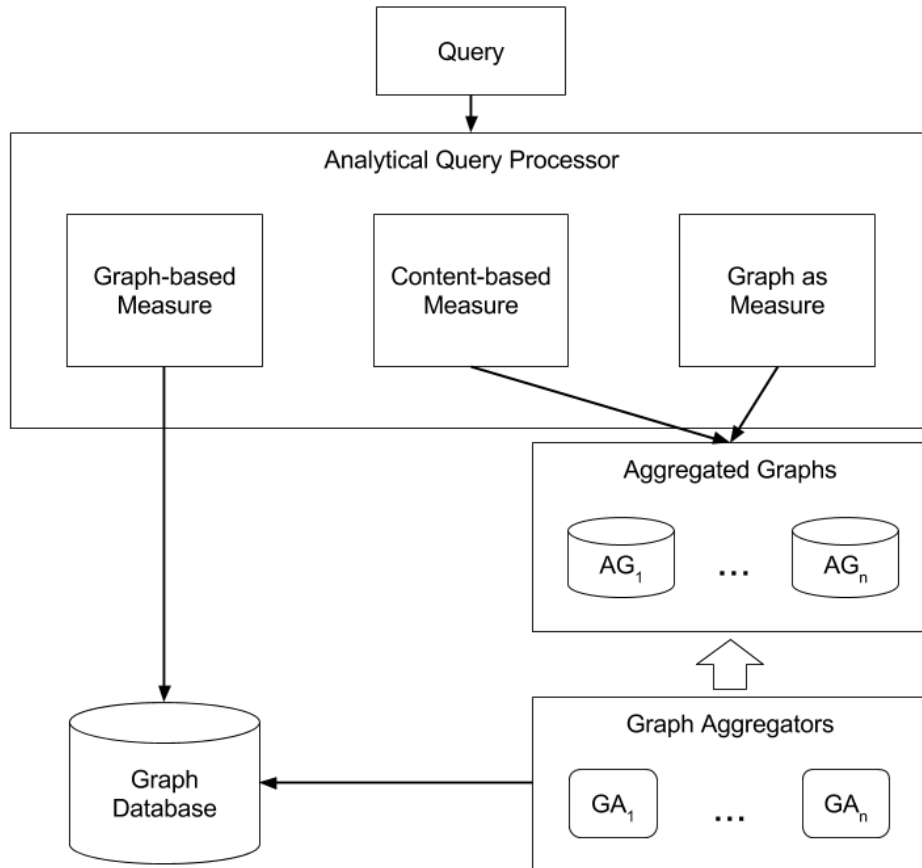 Query
Analytical Query Processor
Graph-based
Measure
Content-based
Measure
Graph as
Measure
Aggregated Graphs
AG₁ ... AGₙ
Graph Aggregators
Graph
Database
GA₁ ... GAₙ